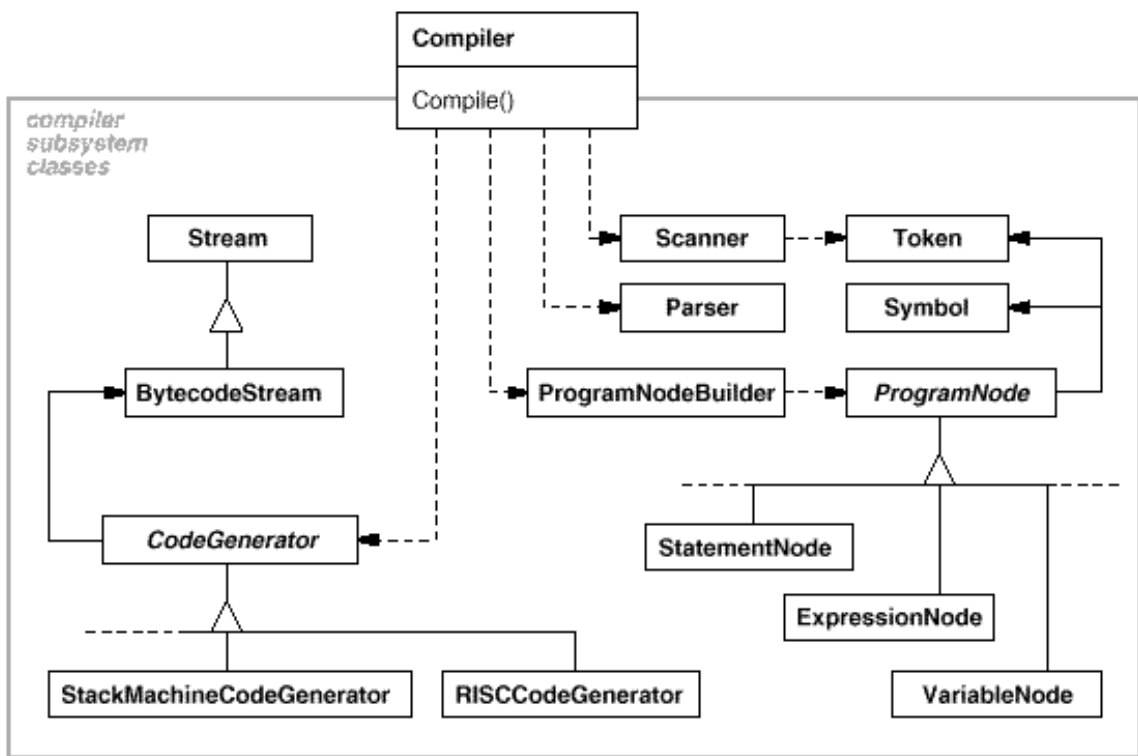 Compiler
Compile()
compiler
subsystem
classes
Stream
Scanner
Token
Parser
Symbol
BytecodeStream
ProgramNodeBuilder
ProgramNode
CodeGenerator
StatementNode
ExpressionNode
StackMachineCodeGenerator
RISCCodeGenerator
VariableNode